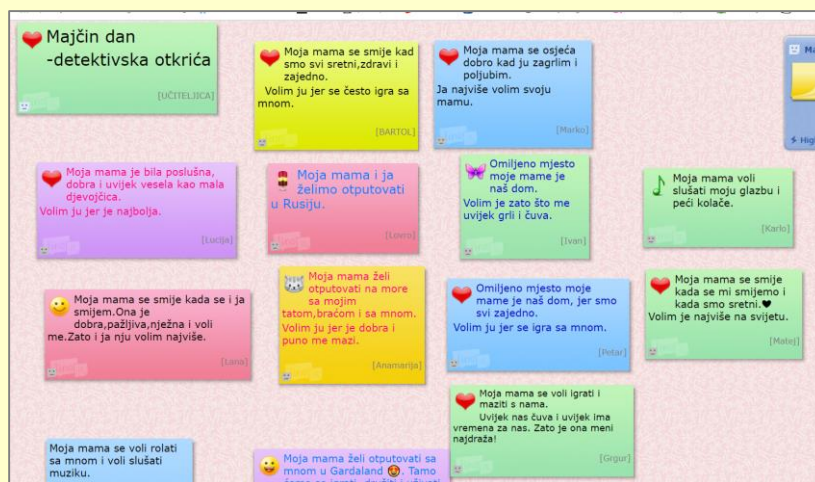 Majčin dan
-detektivska otkrića
[UČITELJICA]
Moja mama se smije kad
smo svi sretni,zdravi i
zajedno.
Volim ju jer se često igra sa
mnom.
[BARTOL]
Moja mama se osjeća
dobro kad ju zagrlim i
poljubim.
Ja najviše volim svoju
mamu.
[Marko]
Moja mama je bila poslušna,
dobra i uvijek vesela kao mala
djevojčica.
Volim ju jer je najbolja.
[Lucija]
Moja mama i ja
želimo otputovati
u Rusiju.
[Lovro]
Omiljeno mjesto
moje mame je
naš dom.
Volim je zato što me
uvijek grli i čuva.
[Ivan]
Moja mama voli
slušati moju glazbu i
peći kolače.
[Karlo]
Moja mama se smije kada se i ja
smijem.Ona je
dobra,pažljiva,nježna i voli
me.Zato i ja nju volim najviše.
[Lana]
Moja mama želi
otputovati na more
sa mojim
tatom,braćom i sa mnom.
Volim ju jer je dobra i
puno me mazi.
[Anamarija]
Omiljeno mjesto moje
mame je naš dom, jer smo
svi zajedno.
Volim ju jer se igra sa mnom.
[Petar]
Moja mama se smije
kada se mi smijemo i
kada smo sretni.♥
Volim je najviše na svijetu.
[Matej]
Moja mama se voli igrati i
maziti s nama.
Uvijek nas čuva i uvijek ima
vremena za nas. Zato je ona meni
najdraža!
[Grgur]
Moja mama se voli rolati
sa mnom i voli slušati
muziku.
Moja mama želi otputovati sa
mnom u Gardaland. Tamo